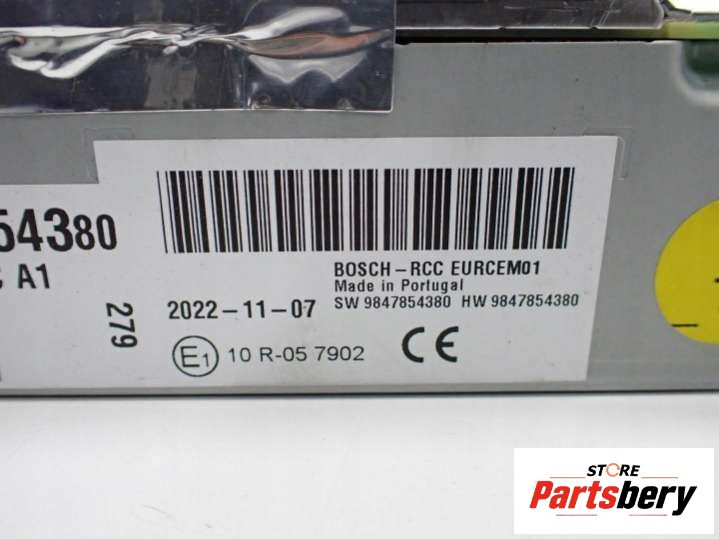 54380
A1
279
BOSCH-RCC EURCEM01
Made in Portugal
2022-11-07
SW 9847854380 HW 9847854380
E1 10 R-05 7902
CE
STORE
Partsbery